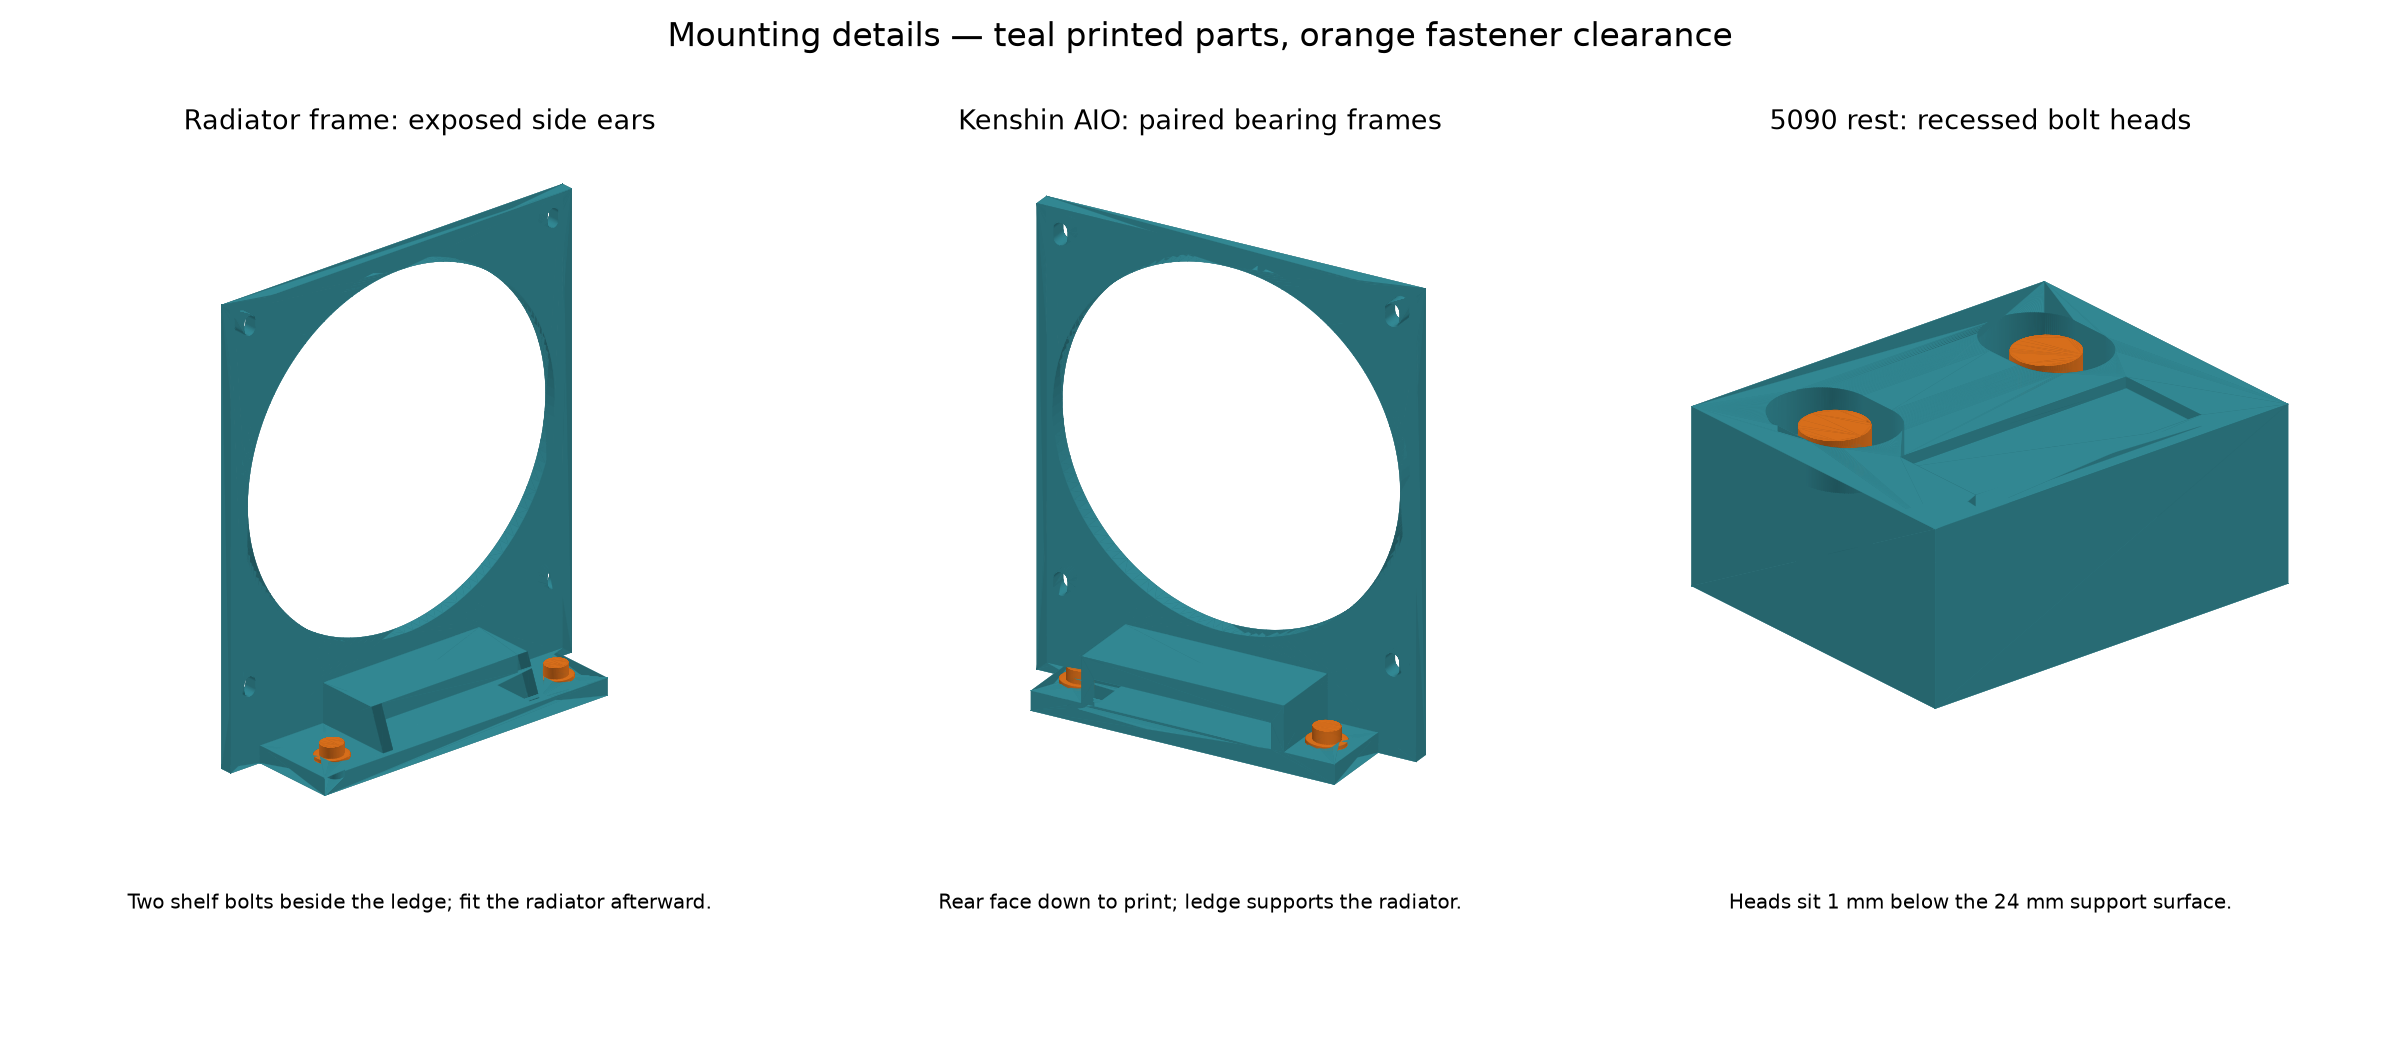 Mounting details — teal printed parts, orange fastener clearance
Radiator frame: exposed side ears
Kenshin AIO: paired bearing frames
5090 rest: recessed bolt heads
Two shelf bolts beside the ledge; fit the radiator afterward.
Rear face down to print; ledge supports the radiator.
Heads sit 1 mm below the 24 mm support surface.